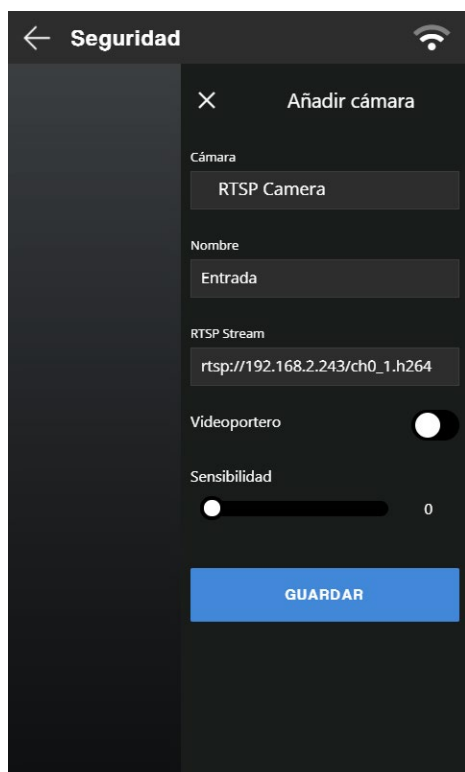 Seguridad
Añadir cámara
Cámara
RTSP Camera
Nombre
Entrada
RTSP Stream
rtsp://192.168.2.243/ch0_1.h264
Videoportero
Sensibilidad
0
GUARDAR